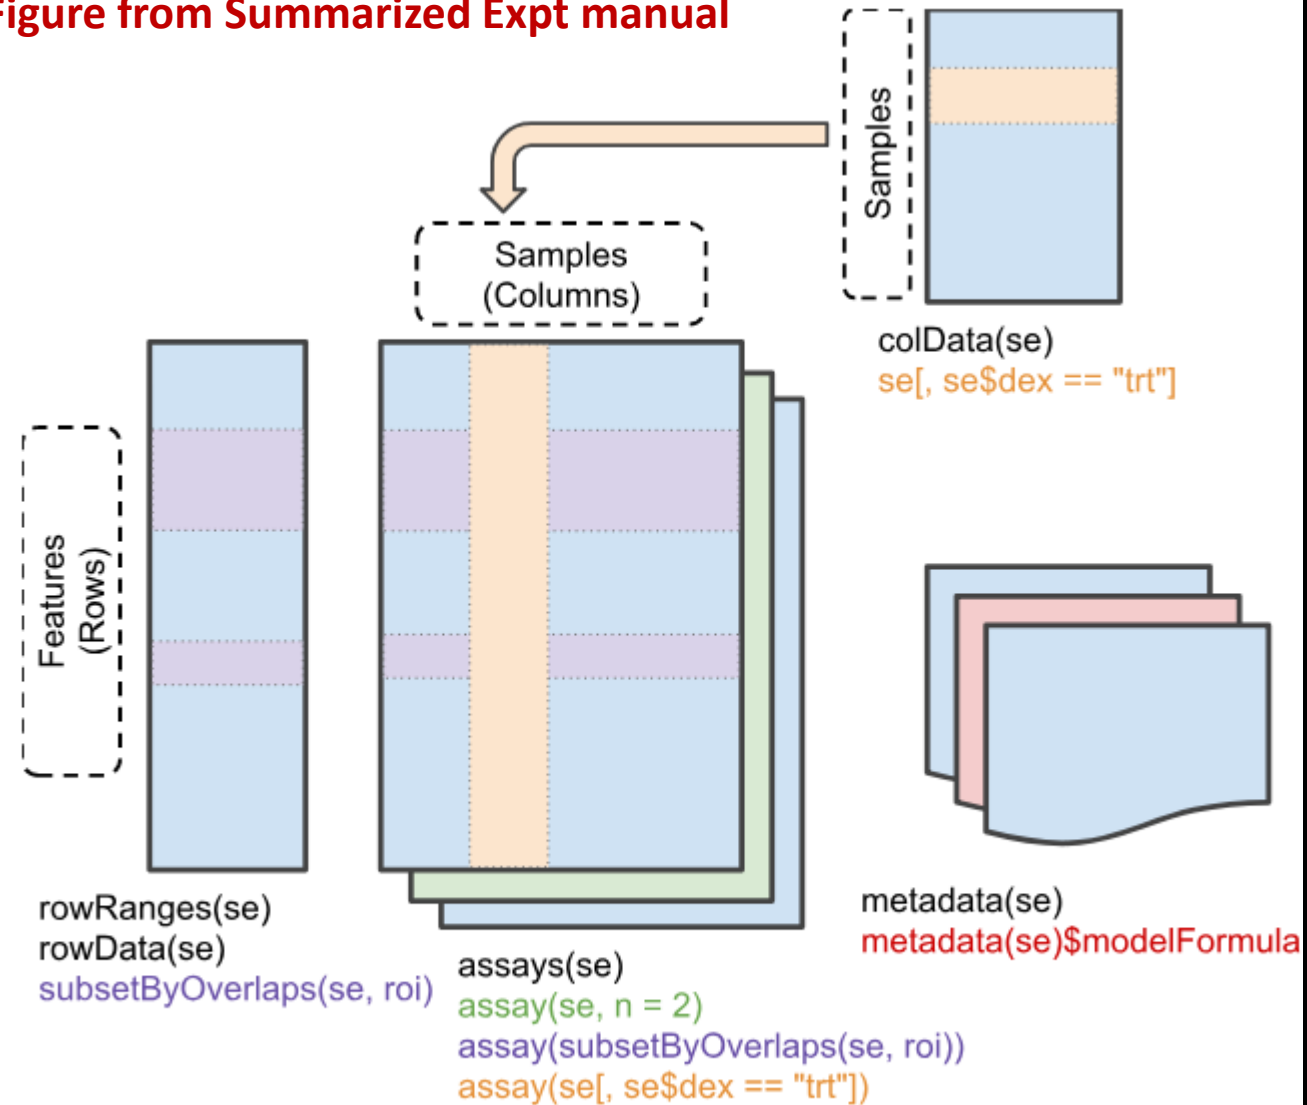 Figure from Summarized Expt manual
Samples
Samples
(Columns)
colData(se)
se[, se$dex == "trt"]
Features
(Rows)
rowRanges(se)
rowData(se)
subsetByOverlaps(se, roi)
assays(se)
assay(se, n = 2)
assay(subsetByOverlaps(se, roi))
assay(se[, se$dex == "trt"])
metadata(se)
metadata(se)$modelFormula